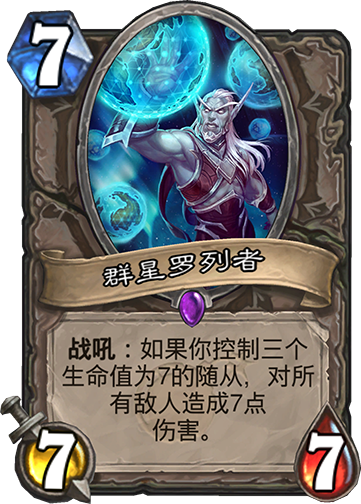 7
群星罗列者
战吼：如果你控制三个
生命值为7的随从，对所
有敌人造成7点
伤害。
7
7